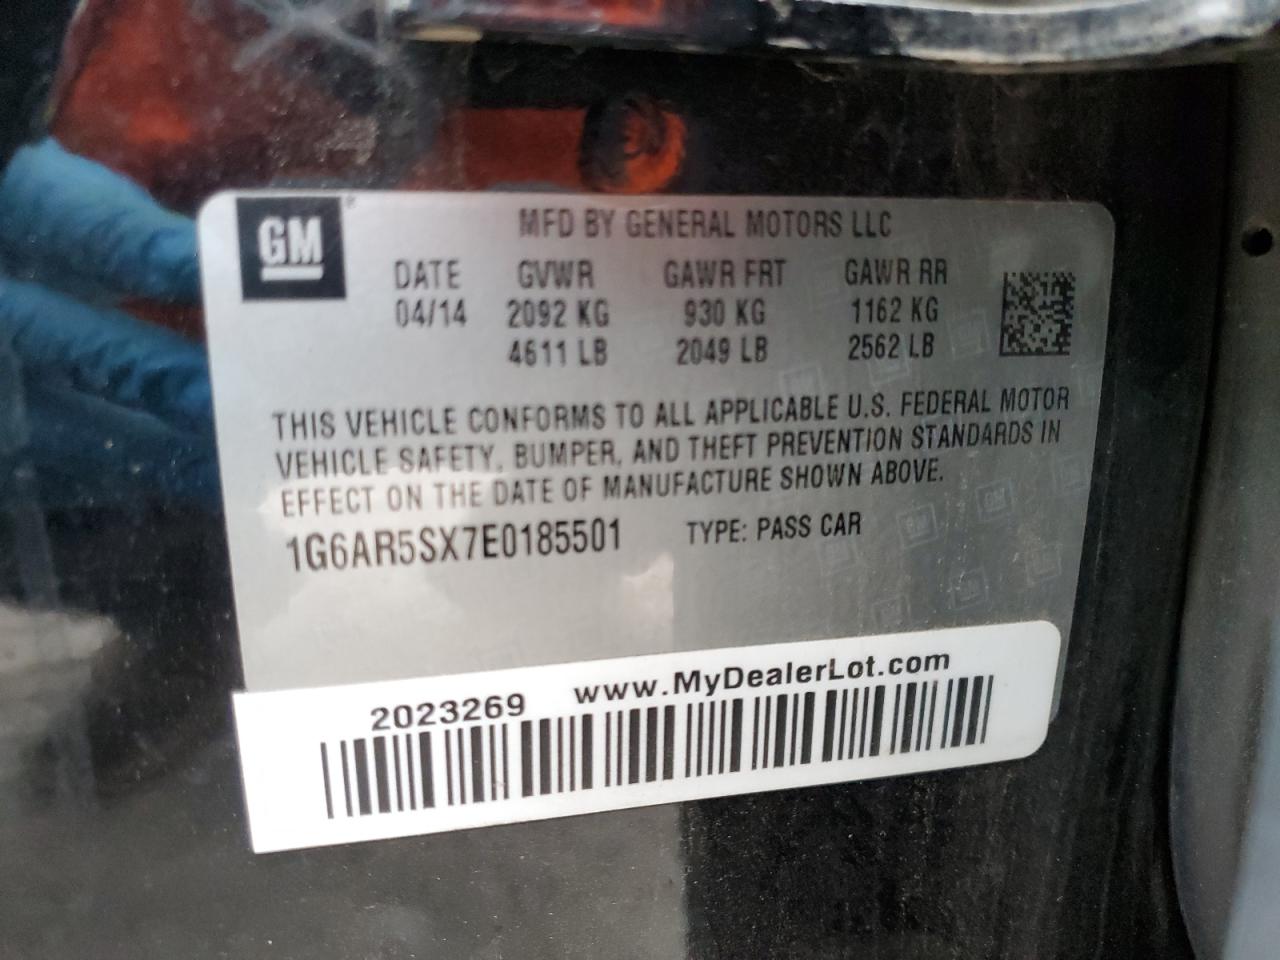 GM
MFD BY GENERAL MOTORS LLC
DATE GVWR GAWR FRT GAWR RR
04/14 2092 KG 930 KG 1162 KG
4611 LB 2049 LB 2562 LB
THIS VEHICLE CONFORMS TO ALL APPLICABLE U.S. FEDERAL MOTOR
VEHICLE SAFETY, BUMPER, AND THEFT PREVENTION STANDARDS IN
EFFECT ON THE DATE OF MANUFACTURE SHOWN ABOVE.
1G6AR5SX7E0185501 TYPE: PASS CAR
2023269 www.MyDealerLot.com